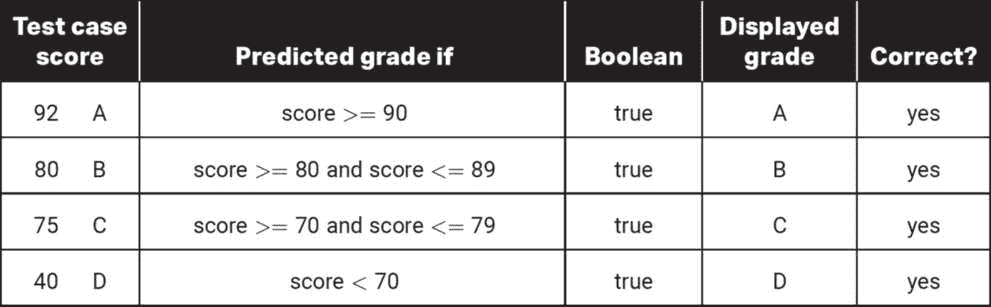 Test case score Predicted grade if Boolean Displayed grade Correct?
92 A score >= 90 true A yes
80 B score >= 80 and score <= 89 true B yes
75 C score >= 70 and score <= 79 true C yes
40 D score < 70 true D yes